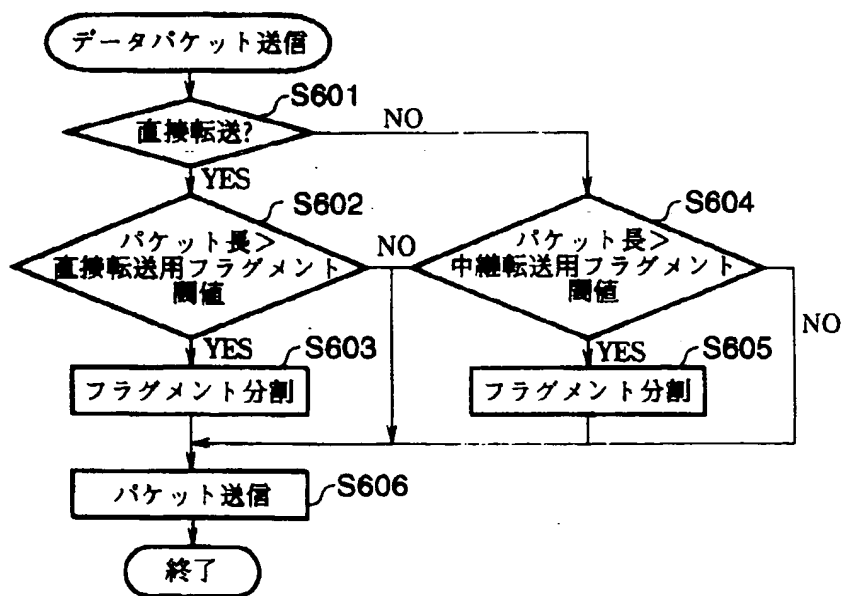 データパケット送信
S601
直接転送?
NO
YES
S602
パケット長>
直接転送用フラグメント
閾値
NO
S604
パケット長>
中継転送用フラグメント
閾値
NO
YES
S603
フラグメント分割
YES
S605
フラグメント分割
パケット送信
S606
終了